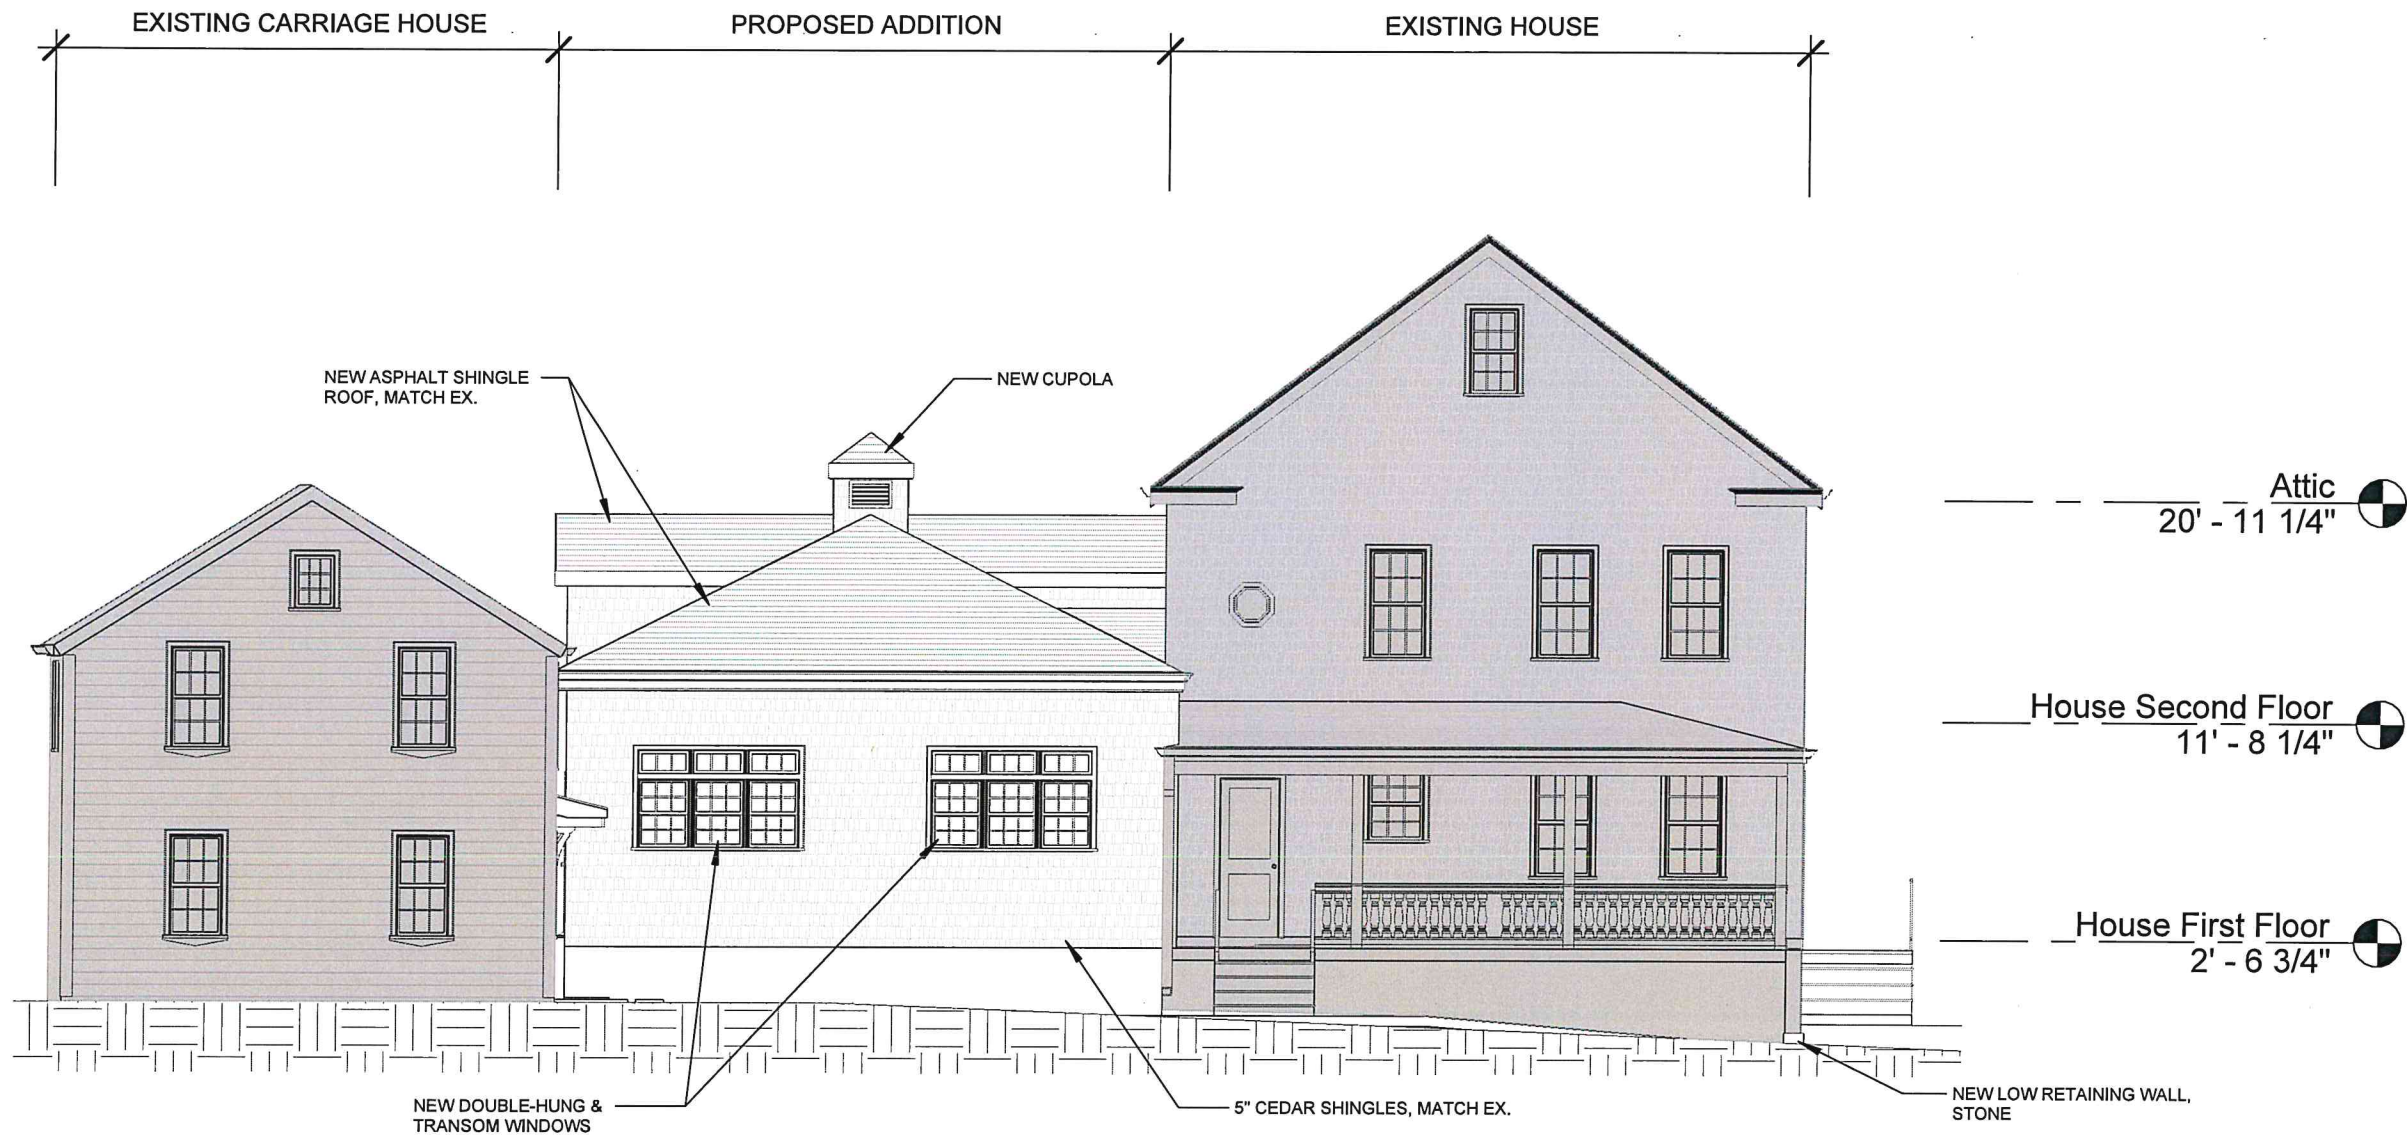 EXISTING CARRIAGE HOUSE
PROPOSED ADDITION
EXISTING HOUSE
NEW ASPHALT SHINGLE
ROOF, MATCH EX.
NEW CUPOLA
Attic
20' - 11 1/4"
House Second Floor
11' - 8 1/4"
House First Floor
2' - 6 3/4"
NEW DOUBLE-HUNG &
TRANSOM WINDOWS
5" CEDAR SHINGLES, MATCH EX.
NEW LOW RETAINING WALL,
STONE